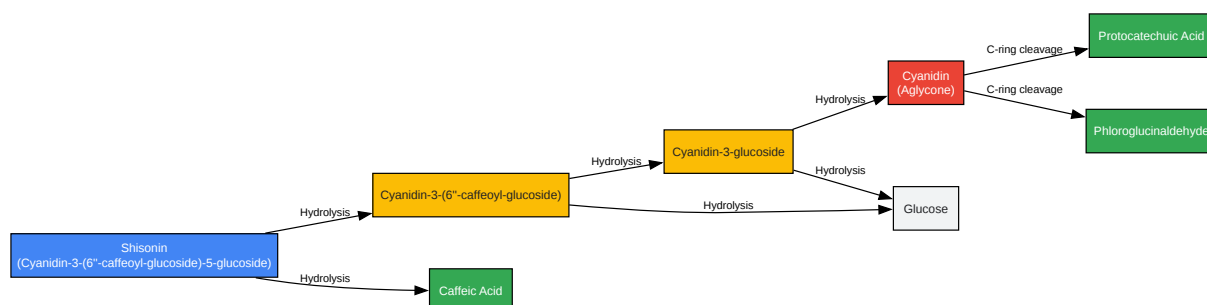 Protocatechuic Acid
C-ring cleavage
Cyanidin
(Aglycone)
C-ring cleavage
Hydrolysis
Phloroglucinaldehyde
Cyanidin-3-glucoside
Hydrolysis
Hydrolysis
Cyanidin-3-(6"-caffeoyl-glucoside)
Hydrolysis
Glucose
Hydrolysis
Shisonin
(Cyanidin-3-(6"-caffeoyl-glucoside)-5-glucoside)
Hydrolysis
Caffeic Acid